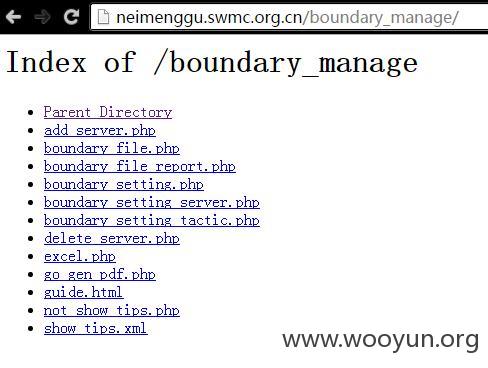 neimenggu.swmc.org.cn/boundary_manage/
Index of /boundary_manage
Parent Directory
add_server.php
boundary_file.php
boundary_file_report.php
boundary_setting.php
boundary_setting_server.php
boundary_setting_tactic.php
delete_server.php
excel.php
go_gen_pdf.php
guide.html
not_show_tips.php
show_tips.xml
www.wooyun.org